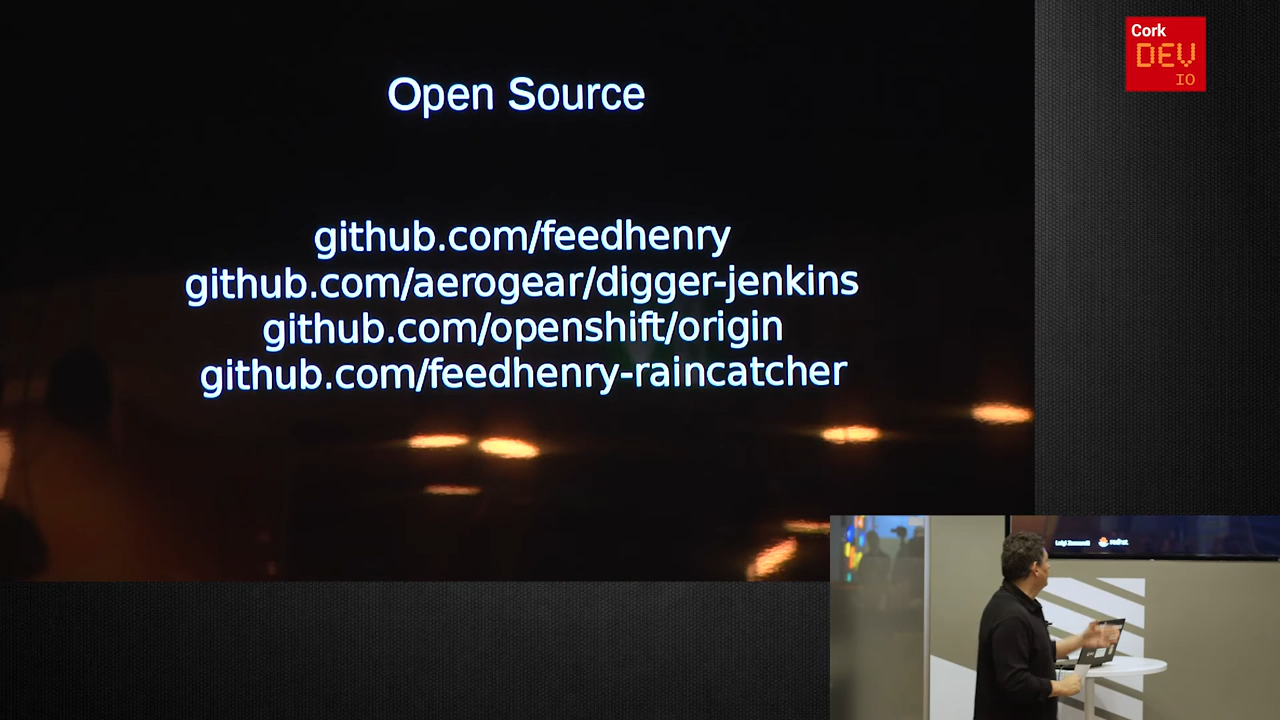 Open Source
github.com/feedhenry
github.com/aerogear/digger-jenkins
github.com/openshift/origin
github.com/feedhenry-raincatcher
Cork
DEV
IO